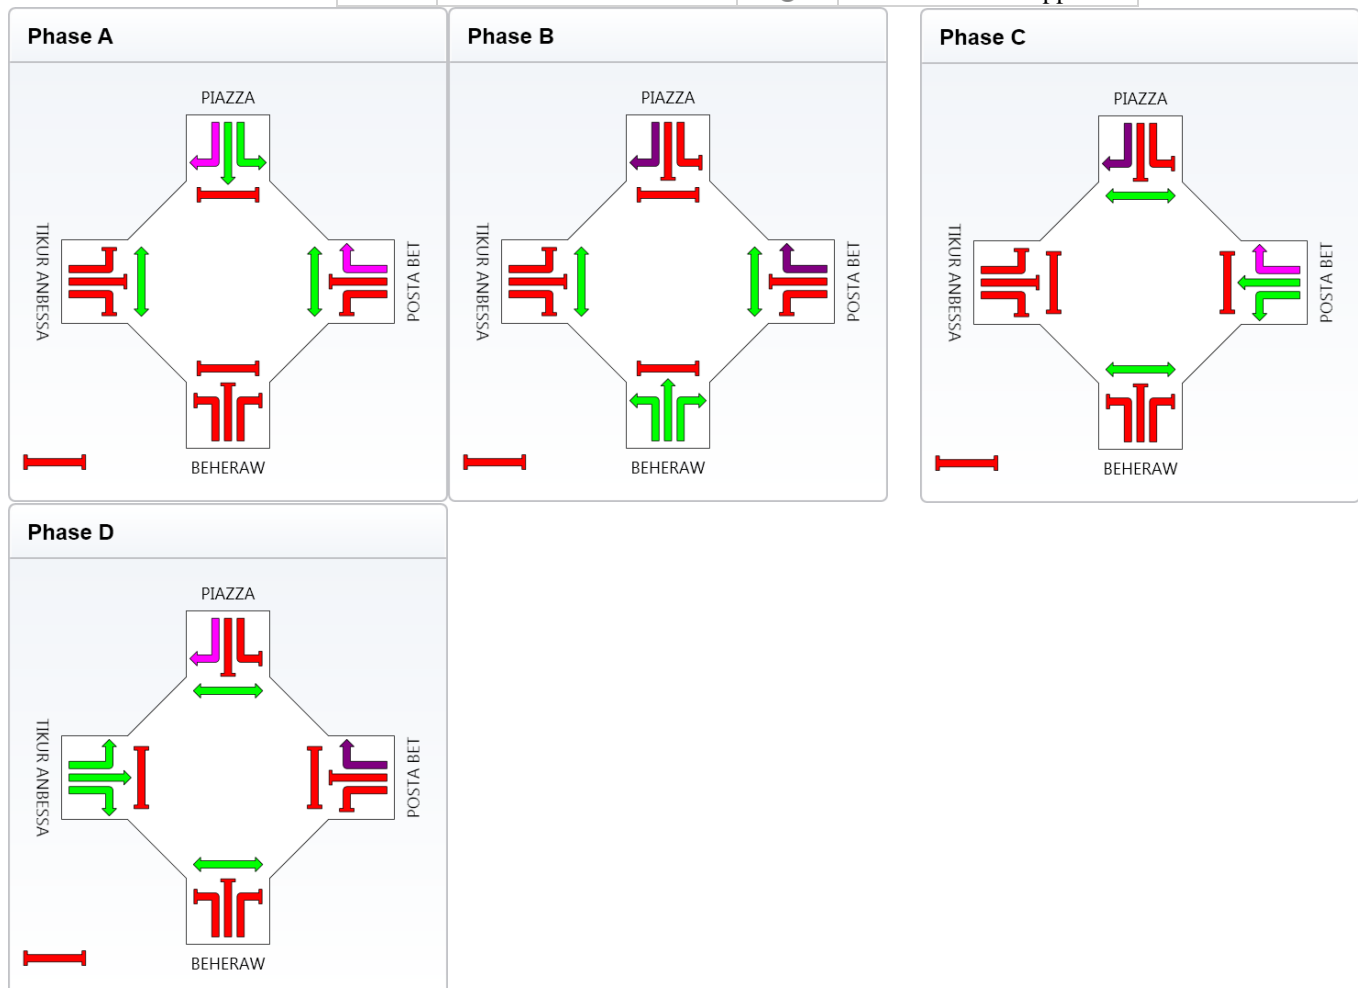 Phase A
PIAZZA
TIKUR ANBESSA
POSTA BET
BEHERAW
Phase B
PIAZZA
TIKUR ANBESSA
POSTA BET
BEHERAW
Phase C
PIAZZA
TIKUR ANBESSA
POSTA BET
BEHERAW
Phase D
PIAZZA
TIKUR ANBESSA
POSTA BET
BEHERAW